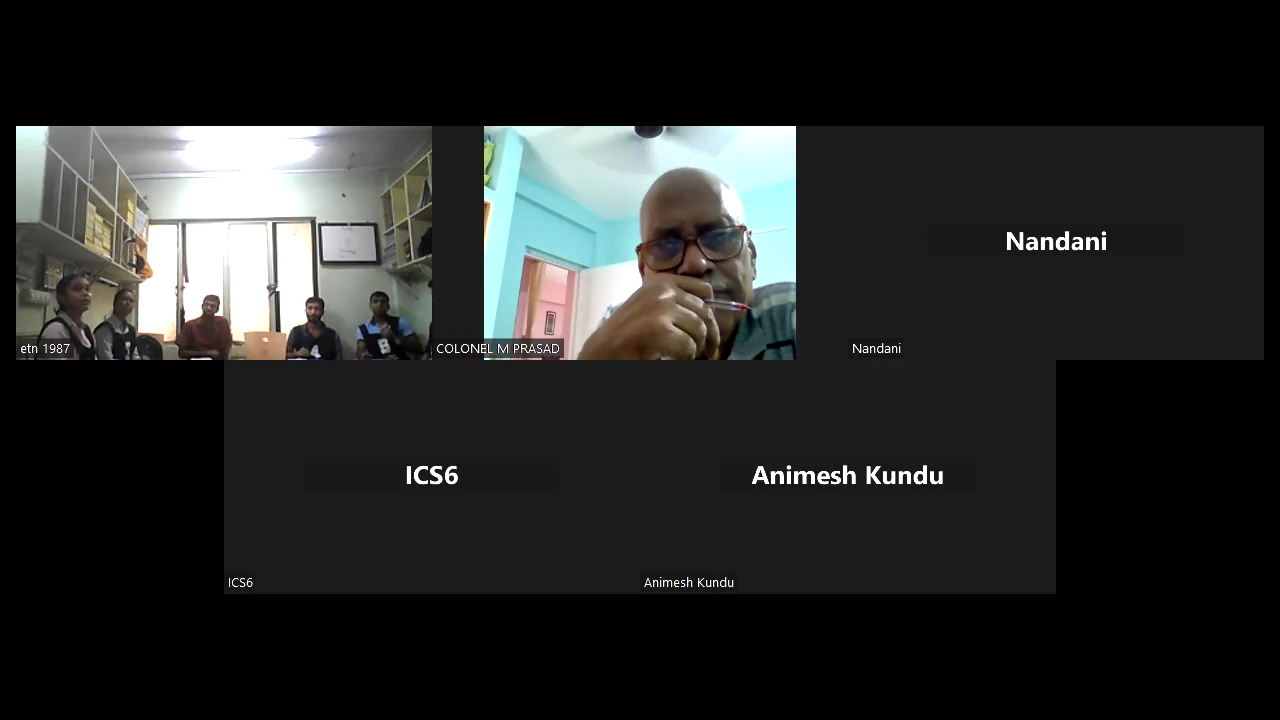 etn 1987
COLONEL M PRASAD
Nandani
Nandani
ICS6
Animesh Kundu
ICS6
Animesh Kundu